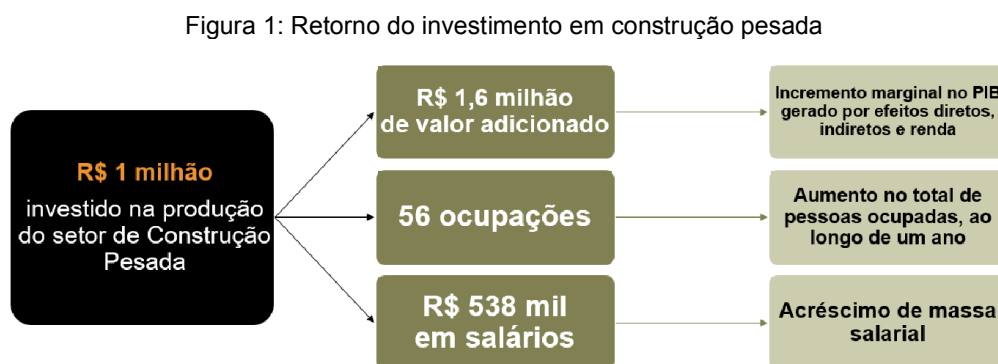 Figura 1: Retorno do investimento em construção pesada
R$ 1 milhão
investido na produção
do setor de Construção
Pesada
R$ 1,6 milhão
de valor adicionado
Incremento marginal no PIB
gerado por efeitos diretos,
indiretos e renda
56 ocupações
Aumento no total de
pessoas ocupadas, ao
longo de um ano
R$ 538 mil
em salários
Acréscimo de massa
salarial